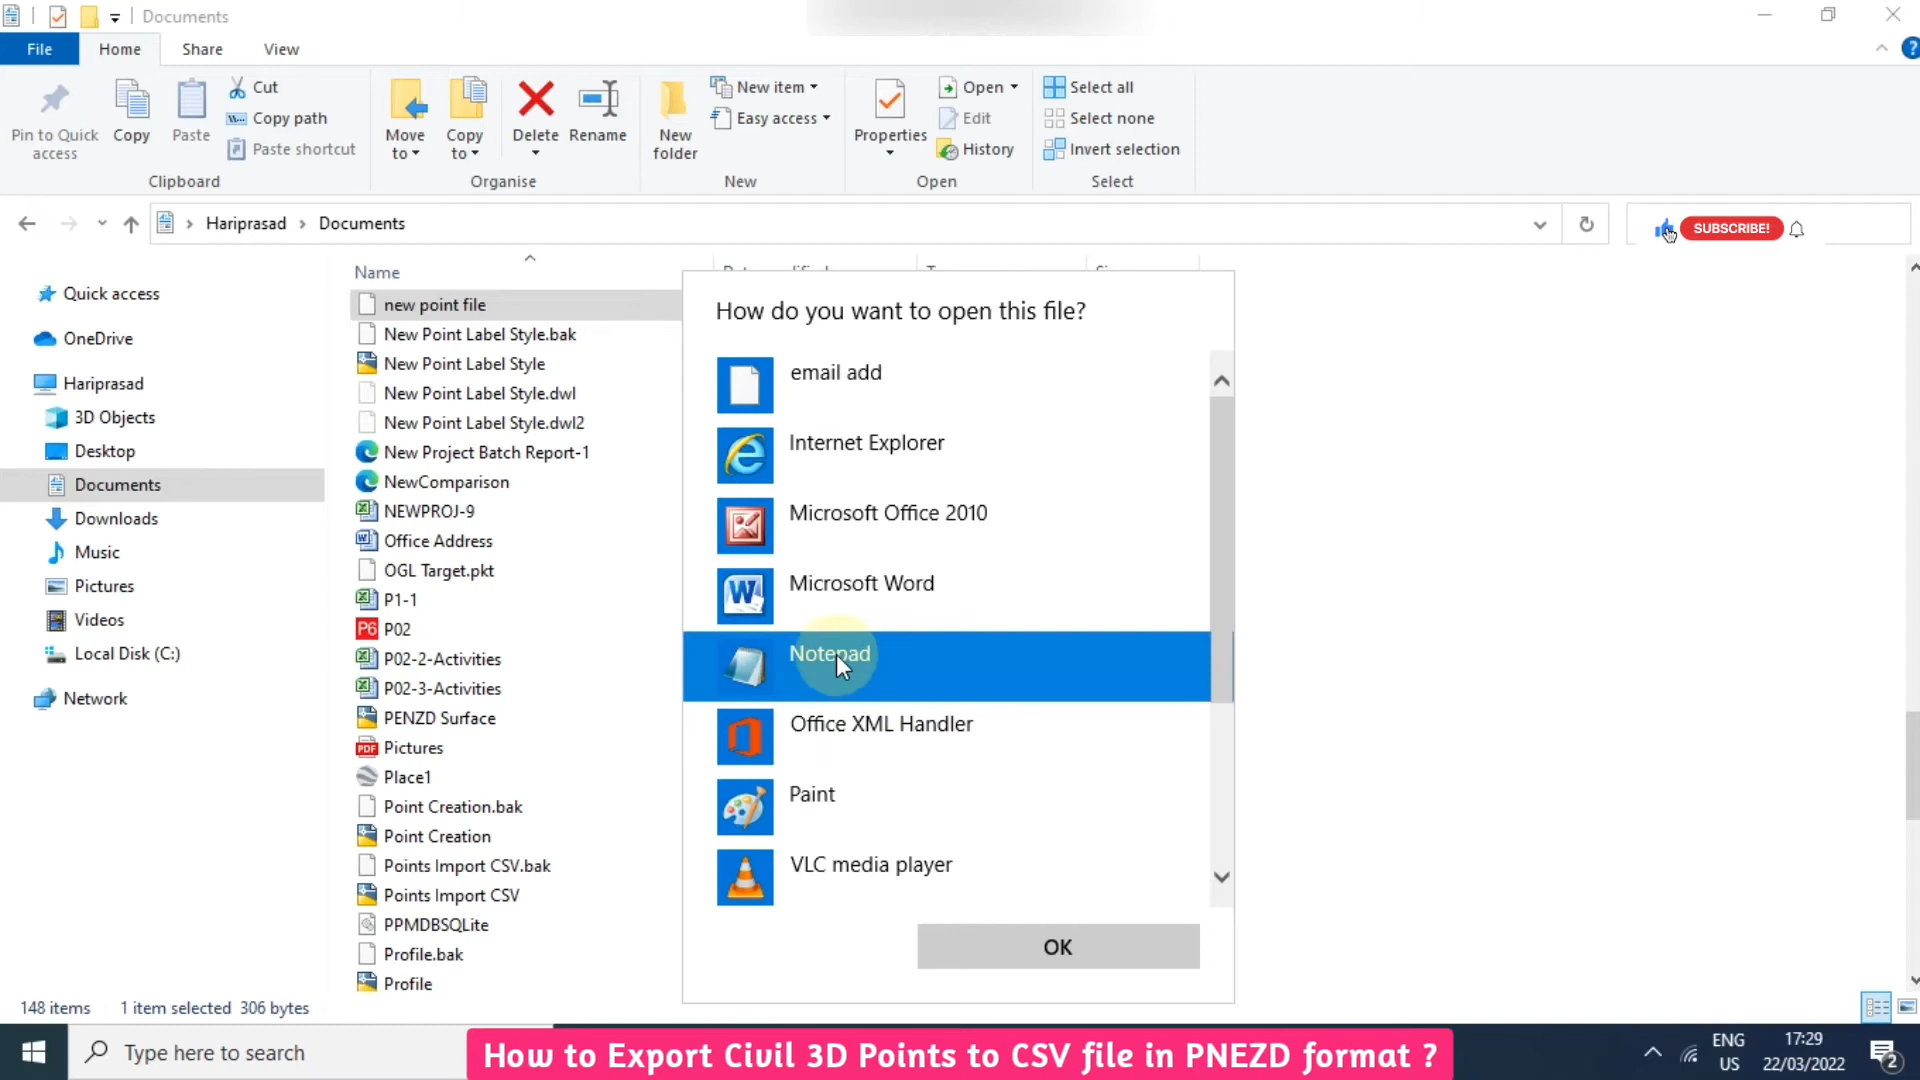 Documents
File
Home
Share
View
Pin to Quick access
Copy
Paste
Cut
Copy path
Paste shortcut
Clipboard
Move to
Copy to
Delete
Rename
Organise
New folder
New item
Easy access
New
Properties
Open
Edit
History
Open
Select all
Select none
Invert selection
Select
Hariprasad
Documents
SUBSCRIBE!
Quick access
OneDrive
Hariprasad
3D Objects
Desktop
Documents
Downloads
Music
Pictures
Videos
Local Disk (C:)
Network
Name
new point file
New Point Label Style.bak
New Point Label Style
New Point Label Style.dwl
New Point Label Style.dwl2
New Project Batch Report-1
NewComparison
NEWPROJ-9
Office Address
OGL Target.pkt
P1-1
P6 P02
P02-2-Activities
P02-3-Activities
PENZD Surface
PDF Pictures
Place1
Point Creation.bak
Point Creation
Points Import CSV.bak
Points Import CSV
PPMDBSQLite
Profile.bak
Profile
How do you want to open this file?
email add
Internet Explorer
Microsoft Office 2010
Microsoft Word
Notepad
Office XML Handler
Paint
VLC media player
OK
148 items
1 item selected 306 bytes
Type here to search
How to Export Civil 3D Points to CSV file in PNEZD format ?
ENG
US
17:29
22/03/2022
2